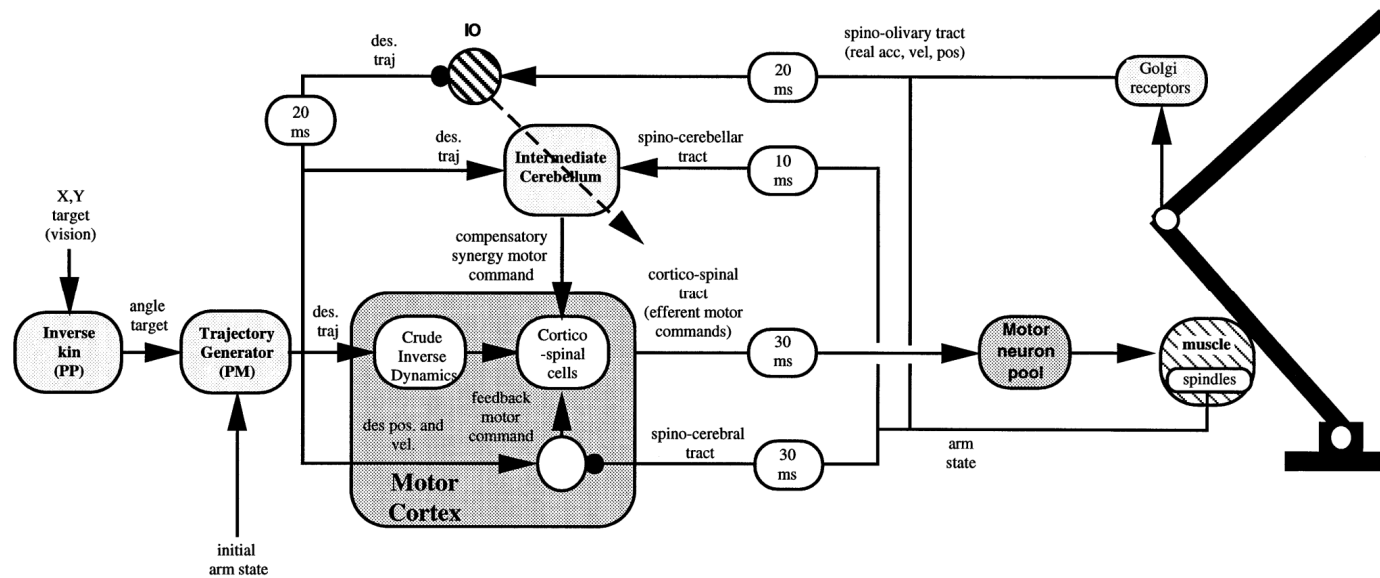 IO
des.
traj
spino-olivary tract
(real acc, vel, pos)
20
ms
Golgi
receptors
20
ms
des.
traj
Intermediate
Cerebellum
spino-cerebellar
tract
10
ms
X,Y
target
(vision)
compensatory
synergy motor
command
cortico-spinal
tract
(efferent motor
commands)
angle
target
des.
traj
Inverse
kin
(PP)
Trajectory
Generator
(PM)
Crude
Inverse
Dynamics
Cortico
-spinal
cells
30
ms
Motor
neuron
pool
muscle
spindles
feedback
motor
command
des pos. and
vel.
spino-cerebral
tract
30
ms
arm
state
Motor
Cortex
initial
arm state